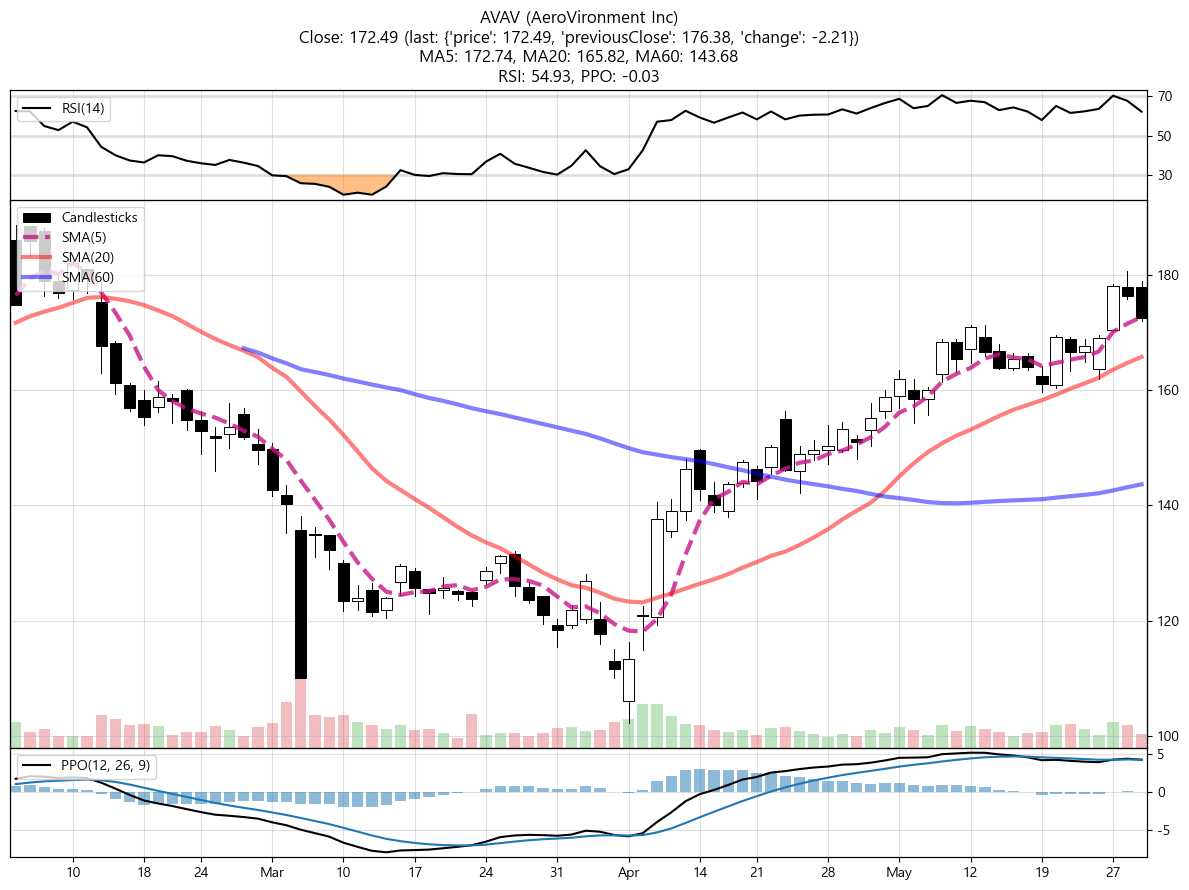 AVAV (AeroVironment Inc)
Close: 172.49 (last: {'price': 172.49, 'previousClose': 176.38, 'change': -2.21})
MA5: 172.74, MA20: 165.82, MA60: 143.68
RSI: 54.93, PPO: -0.03
RSI(14)
70
50
30
Candlesticks
SMA(5)
SMA(20)
SMA(60)
180
160
140
120
100
PPO(12, 26, 9)
5
0
-5
10 18 24 Mar 10 17 24 31 Apr 14 21 28 May 12 19 27